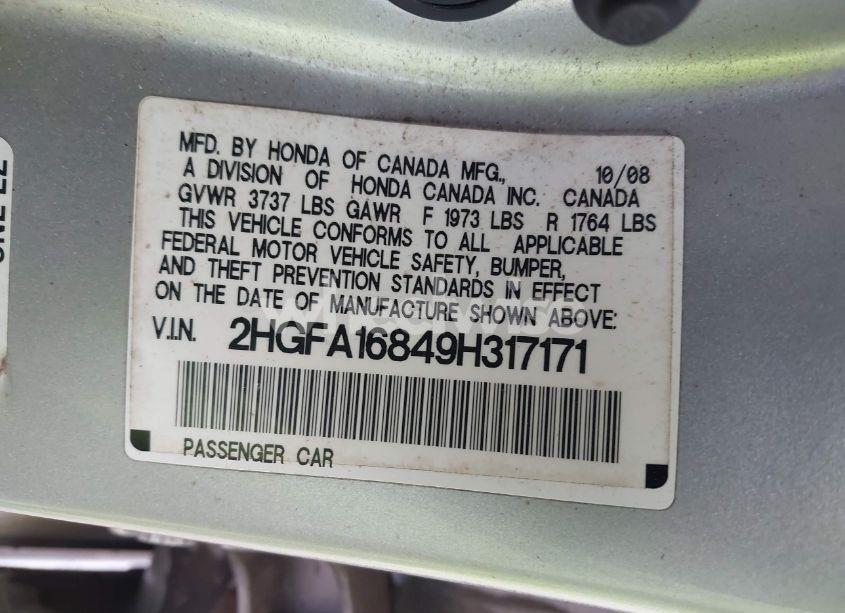 MFD. BY HONDA OF CANADA MFG., 10/08
A DIVISION OF HONDA CANADA INC. CANADA
GVWR 3737 LBS GAWR F 1973 LBS R 1764 LBS
THIS VEHICLE CONFORMS TO ALL APPLICABLE
FEDERAL MOTOR VEHICLE SAFETY, BUMPER,
AND THEFT PREVENTION STANDARDS IN EFFECT
ON THE DATE OF MANUFACTURE SHOWN ABOVE:
V.I.N. 2HGFA16849H317171
PASSENGER CAR